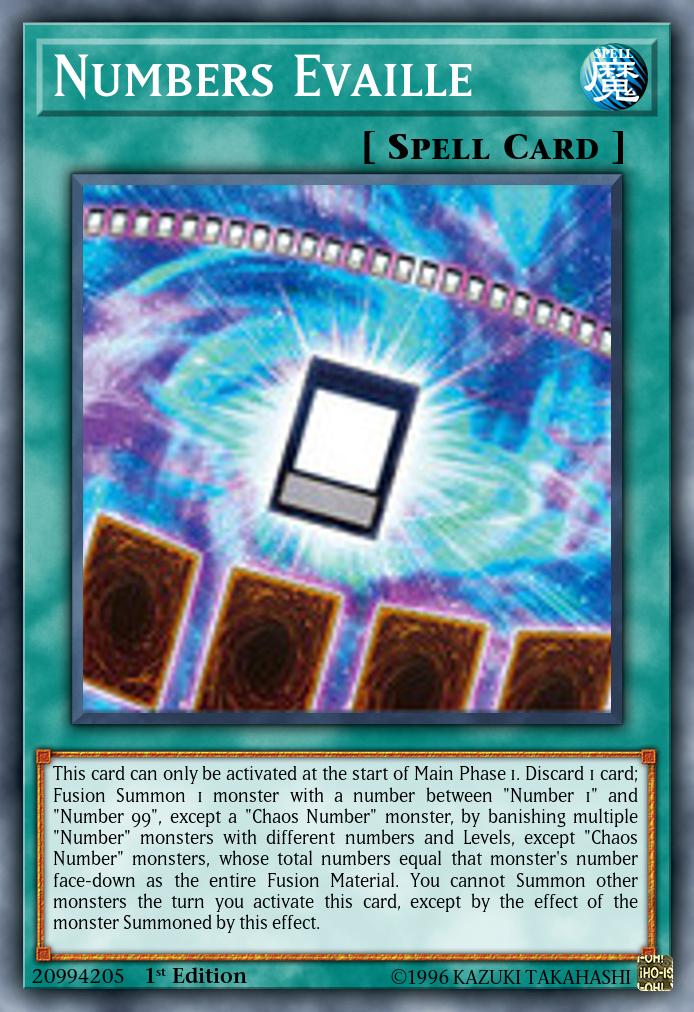 Numbers Evaille
SPELL
魔
[ Spell Card ]
This card can only be activated at the start of Main Phase 1. Discard 1 card;
Fusion Summon 1 monster with a number between "Number 1" and
"Number 99", except a "Chaos Number" monster, by banishing multiple
"Number" monsters with different numbers and Levels, except "Chaos
Number" monsters, whose total numbers equal that monster's number
face-down as the entire Fusion Material. You cannot Summon other
monsters the turn you activate this card, except by the effect of the
monster Summoned by this effect.
20994205 1st Edition ©1996 KAZUKI TAKAHASHI